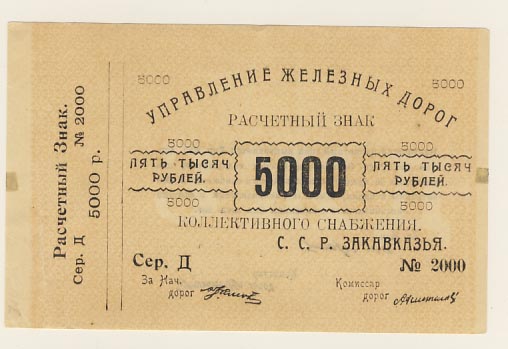 Расчетный Знак. № 2000
Сер. Д 5000 р.
5000 5000
УПРАВЛЕНИЕ ЖЕЛЕЗНЫХ ДОРОГ
РАСЧЕТНЫЙ ЗНАК
5000 5000
ПЯТЬ ТЫСЯЧ РУБЛЕЙ.
5000
ПЯТЬ ТЫСЯЧ РУБЛЕЙ.
5000 5000
КОЛЛЕКТИВНОГО СНАБЖЕНИЯ.
С. С. Р. ЗАКАВКАЗЬЯ.
Сер. Д № 2000
За Нач. дорог
Комиссар дорог